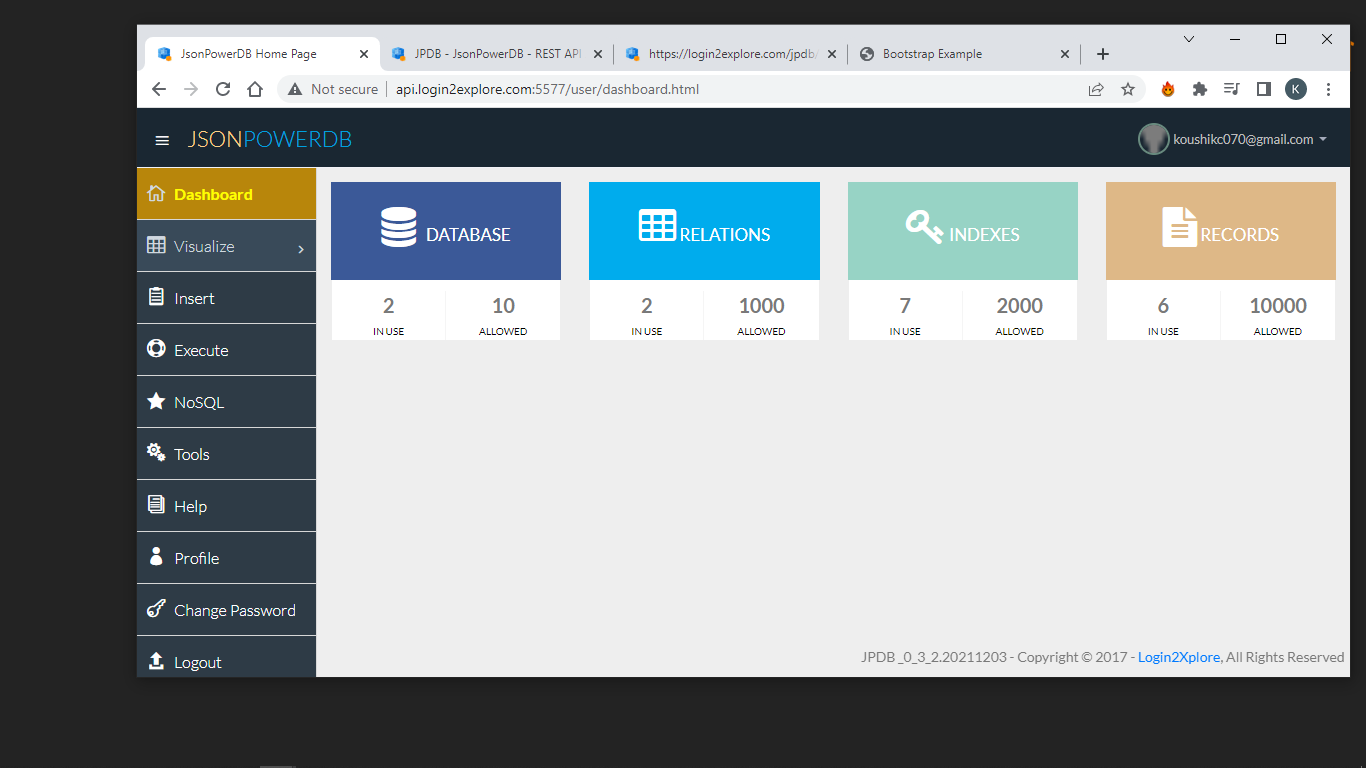 JsonPowerDB Home Page
JPDB - JsonPowerDB - REST API
https://login2explore.com/jpdb/
Bootstrap Example
Not secure
api.login2explore.com:5577/user/dashboard.html
K
JSONPOWERDB
koushikc070@gmail.com
Dashboard
Visualize
Insert
Execute
NoSQL
Tools
Help
Profile
Change Password
Logout
DATABASE
2
10
IN USE
ALLOWED
RELATIONS
2
1000
IN USE
ALLOWED
INDEXES
7
2000
IN USE
ALLOWED
RECORDS
6
10000
IN USE
ALLOWED
JPDB _0_3_2.20211203 - Copyright © 2017 - Login2Xplore, All Rights Reserved